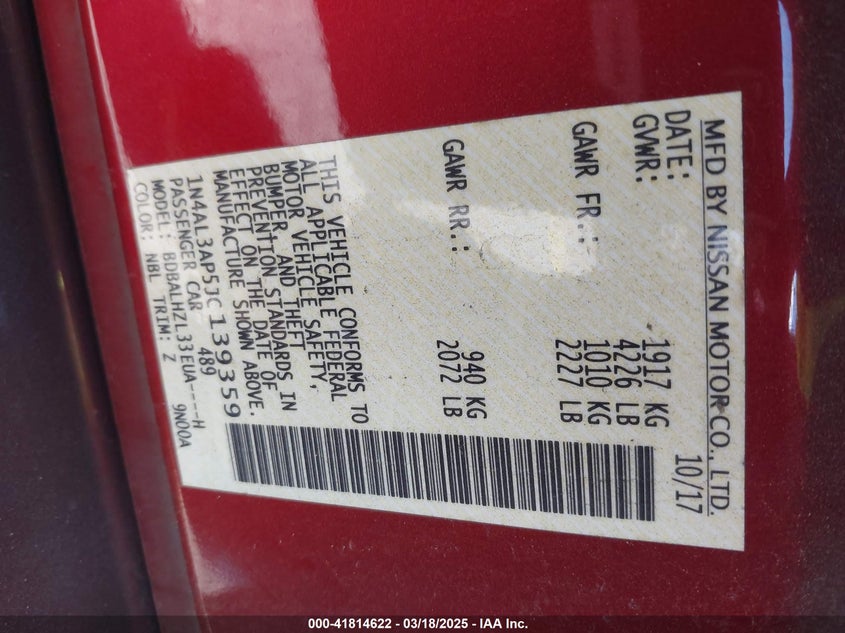 MFD BY NISSAN MOTOR CO., LTD.
DATE: 10/17
GVWR: 1917 KG
4226 LB
GAWR FR.: 1010 KG
2227 LB
GAWR RR.: 940 KG
2072 LB
THIS VEHICLE CONFORMS TO
ALL APPLICABLE FEDERAL
MOTOR VEHICLE SAFETY,
BUMPER, AND THEFT
PREVENTION STANDARDS IN
EFFECT ON THE DATE OF
MANUFACTURE SHOWN ABOVE.
1N4AL3AP5JC139359
PASSENGER CAR 489
MODEL: BDBALHZL33EUA----H
COLOR: NBL TRIM: Z 9N00A
000-41814622 — 03/18/2025 — IAA Inc.